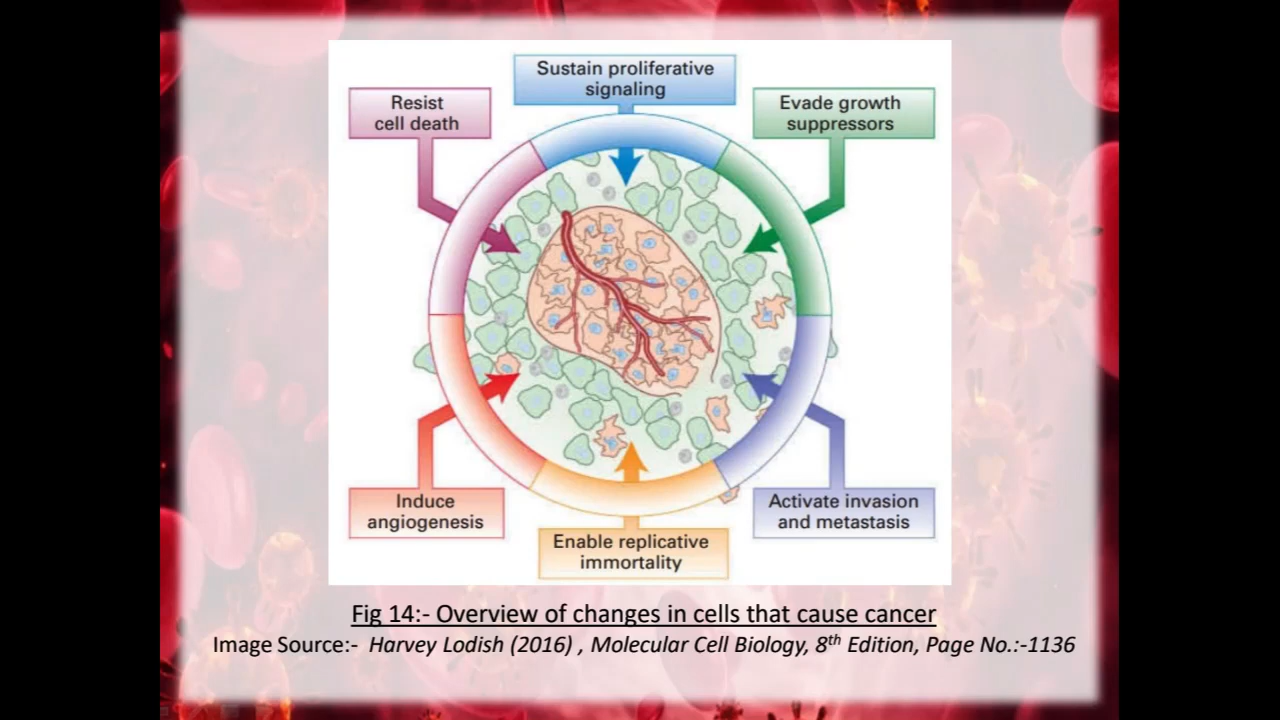 Sustain proliferative
signaling
Resist
cell death
Evade growth
suppressors
Induce
angiogenesis
Activate invasion
and metastasis
Enable replicative
immortality
Fig 14:- Overview of changes in cells that cause cancer
Image Source:- Harvey Lodish (2016) , Molecular Cell Biology, 8th Edition, Page No.:-1136